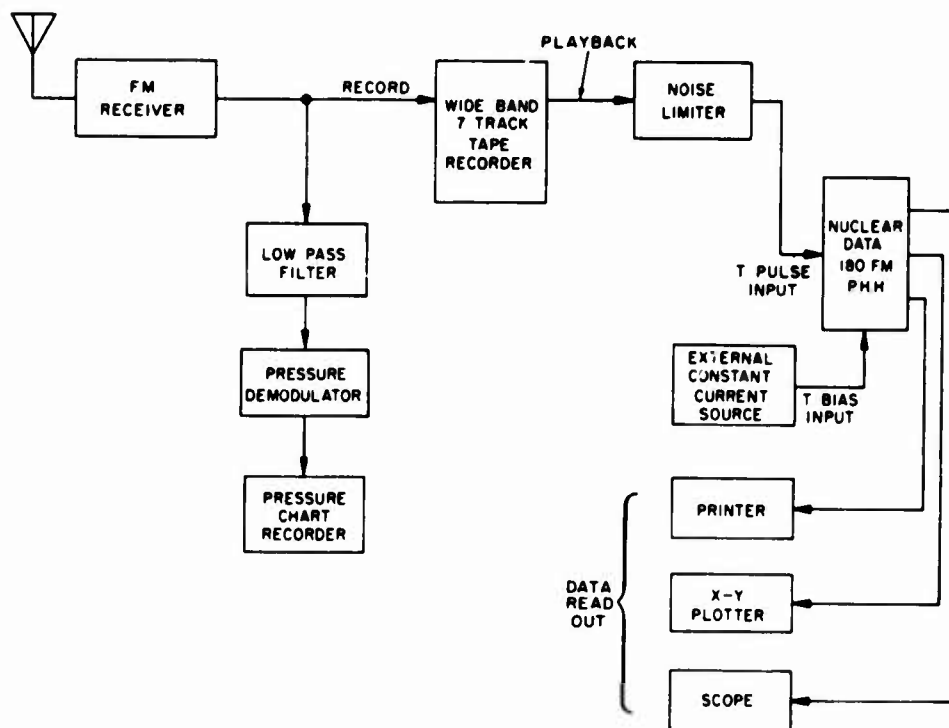 FM
RECEIVER
RECORD
WIDE BAND
7 TRACK
TAPE
RECORDER
PLAYBACK
NOISE
LIMITER
LOW PASS
FILTER
PRESSURE
DEMODULATOR
PRESSURE
CHART
RECORDER
T PULSE
INPUT
NUCLEAR
DATA
180 FM
PHH
EXTERNAL
CONSTANT
CURRENT
SOURCE
T BIAS
INPUT
DATA
READ
OUT
PRINTER
X-Y
PLOTTER
SCOPE